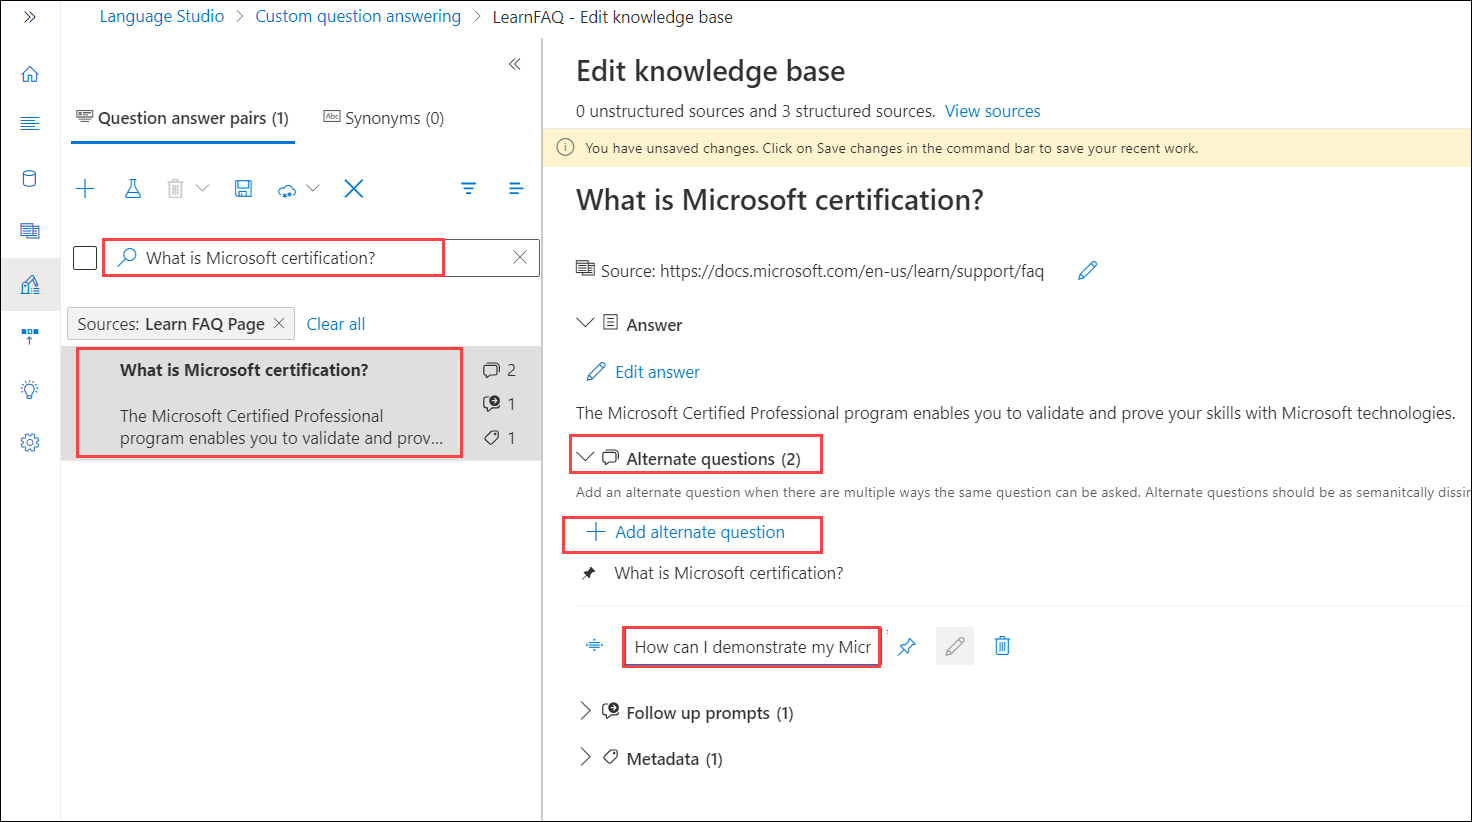 Language Studio > Custom question answering > LearnFAQ - Edit knowledge base
Question answer pairs (1)
Abc Synonyms (0)
What is Microsoft certification?
Sources: Learn FAQ Page
Clear all
What is Microsoft certification?
2
The Microsoft Certified Professional
program enables you to validate and prov...
1
1
Edit knowledge base
0 unstructured sources and 3 structured sources. View sources
You have unsaved changes. Click on Save changes in the command bar to save your recent work.
What is Microsoft certification?
Source: https://docs.microsoft.com/en-us/learn/support/faq
Answer
Edit answer
The Microsoft Certified Professional program enables you to validate and prove your skills with Microsoft technologies.
Alternate questions (2)
Add an alternate question when there are multiple ways the same question can be asked. Alternate questions should be as semanitcally dissir
Add alternate question
What is Microsoft certification?
How can I demonstrate my Micr
Follow up prompts (1)
Metadata (1)